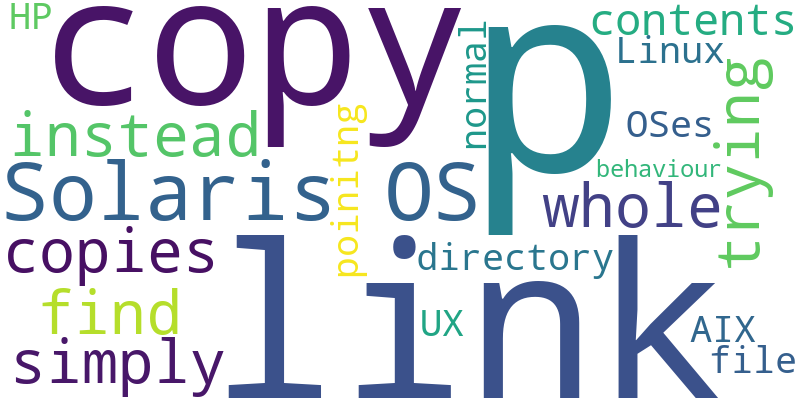 HP
copy
p
contents
Linux
normal
trying
OSes
instead
poinitng
behaviour
Solaris
OS
whole
copies
directory
link
find
UX
AIX
simply
file